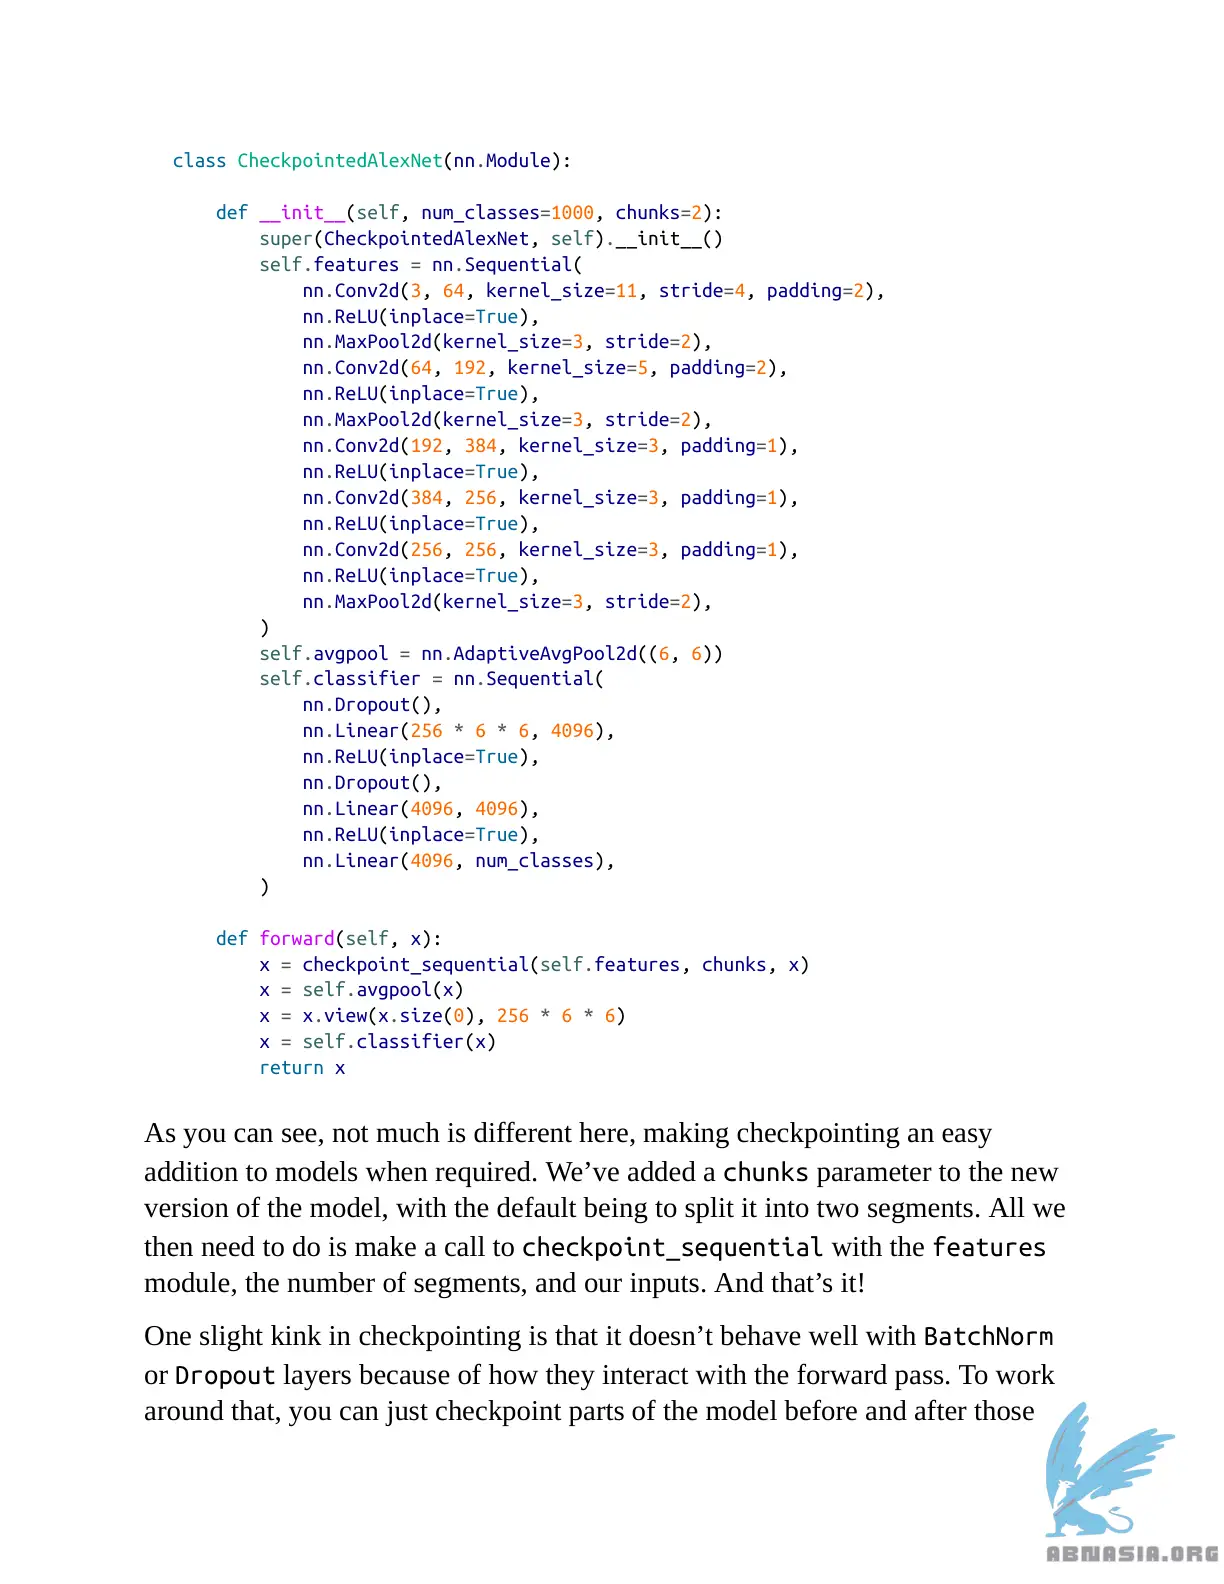 class CheckpointedAlexNet(nn.Module):

    def __init__(self, num_classes=1000, chunks=2):
        super(CheckpointedAlexNet, self).__init__()
        self.features = nn.Sequential(
            nn.Conv2d(3, 64, kernel_size=11, stride=4, padding=2),
            nn.ReLU(inplace=True),
            nn.MaxPool2d(kernel_size=3, stride=2),
            nn.Conv2d(64, 192, kernel_size=5, padding=2),
            nn.ReLU(inplace=True),
            nn.MaxPool2d(kernel_size=3, stride=2),
            nn.Conv2d(192, 384, kernel_size=3, padding=1),
            nn.ReLU(inplace=True),
            nn.Conv2d(384, 256, kernel_size=3, padding=1),
            nn.ReLU(inplace=True),
            nn.Conv2d(256, 256, kernel_size=3, padding=1),
            nn.ReLU(inplace=True),
            nn.MaxPool2d(kernel_size=3, stride=2),
        )
        self.avgpool = nn.AdaptiveAvgPool2d((6, 6))
        self.classifier = nn.Sequential(
            nn.Dropout(),
            nn.Linear(256 * 6 * 6, 4096),
            nn.ReLU(inplace=True),
            nn.Dropout(),
            nn.Linear(4096, 4096),
            nn.ReLU(inplace=True),
            nn.Linear(4096, num_classes),
        )

    def forward(self, x):
        x = checkpoint_sequential(self.features, chunks, x)
        x = self.avgpool(x)
        x = x.view(x.size(0), 256 * 6 * 6)
        x = self.classifier(x)
        return x

As you can see, not much is different here, making checkpointing an easy
addition to models when required. We’ve added a chunks parameter to the new
version of the model, with the default being to split it into two segments. All we
then need to do is make a call to checkpoint_sequential with the features
module, the number of segments, and our inputs. And that’s it!
One slight kink in checkpointing is that it doesn’t behave well with BatchNorm
or Dropout layers because of how they interact with the forward pass. To work
around that, you can just checkpoint parts of the model before and after those
ABNASIA.ORG